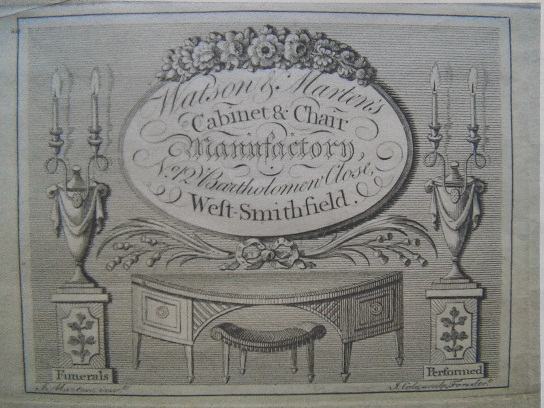 Watson & Marten's
Cabinet & Chair
Manufactory,
No. 12 Bartholomew Close,
West-Smithfield.
Funerals
Performed